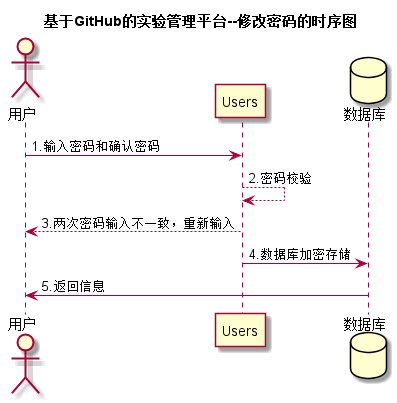 基于GitHub的实验管理平台--修改密码的时序图
用户
Users
数据库
1.输入密码和确认密码
2.密码校验
3.两次密码输入不一致，重新输入
4.数据库加密存储
5.返回信息
用户
Users
数据库